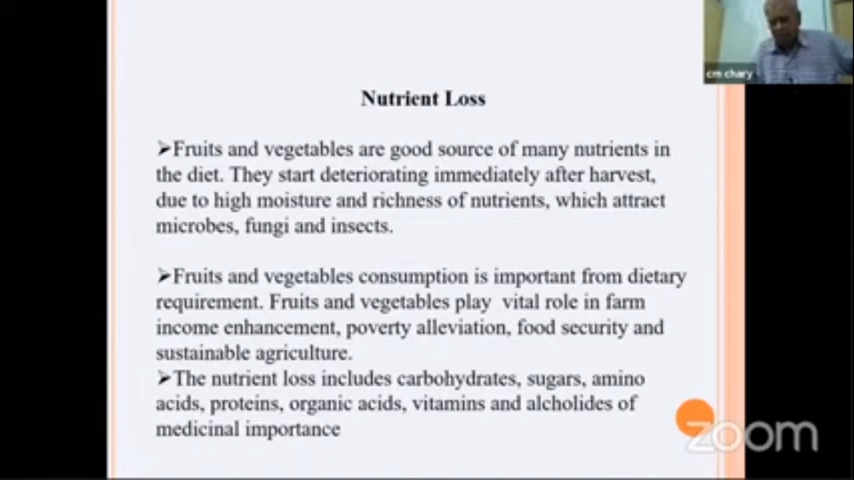 cm chary
Nutrient Loss
➢Fruits and vegetables are good source of many nutrients in
the diet. They start deteriorating immediately after harvest,
due to high moisture and richness of nutrients, which attract
microbes, fungi and insects.
➢Fruits and vegetables consumption is important from dietary
requirement. Fruits and vegetables play vital role in farm
income enhancement, poverty alleviation, food security and
sustainable agriculture.
➢The nutrient loss includes carbohydrates, sugars, amino
acids, proteins, organic acids, vitamins and alcholides of
medicinal importance
zoom